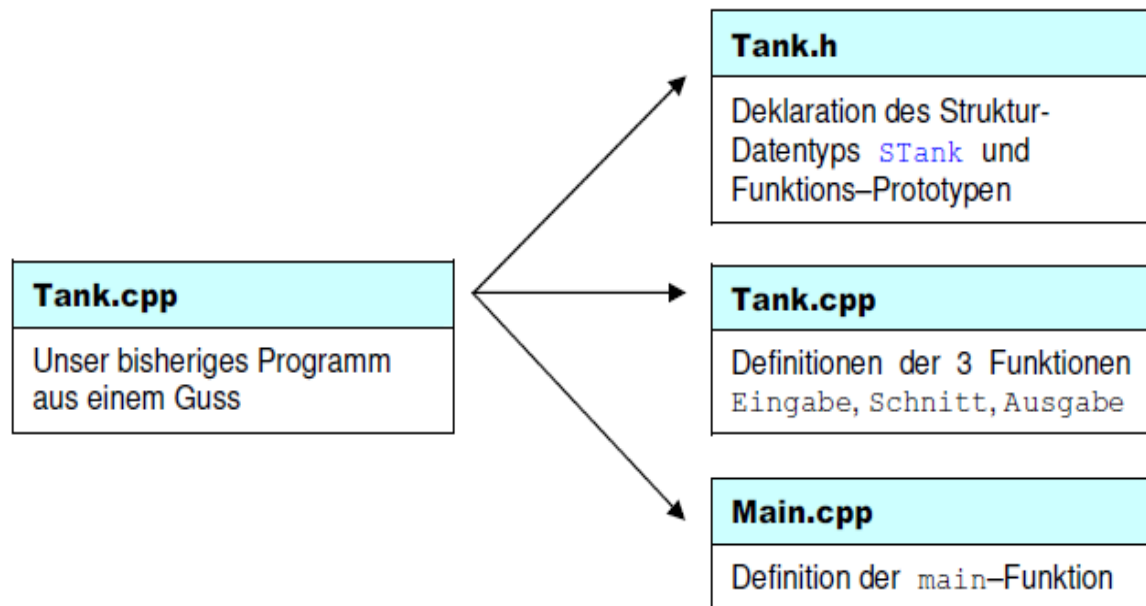 Tank.cpp
Unser bisheriges Programm
aus einem Guss
Tank.h
Deklaration des Struktur-
Datentyps STank und
Funktions–Prototypen
Tank.cpp
Definitionen der 3 Funktionen
Eingabe, Schnitt, Ausgabe
Main.cpp
Definition der main–Funktion